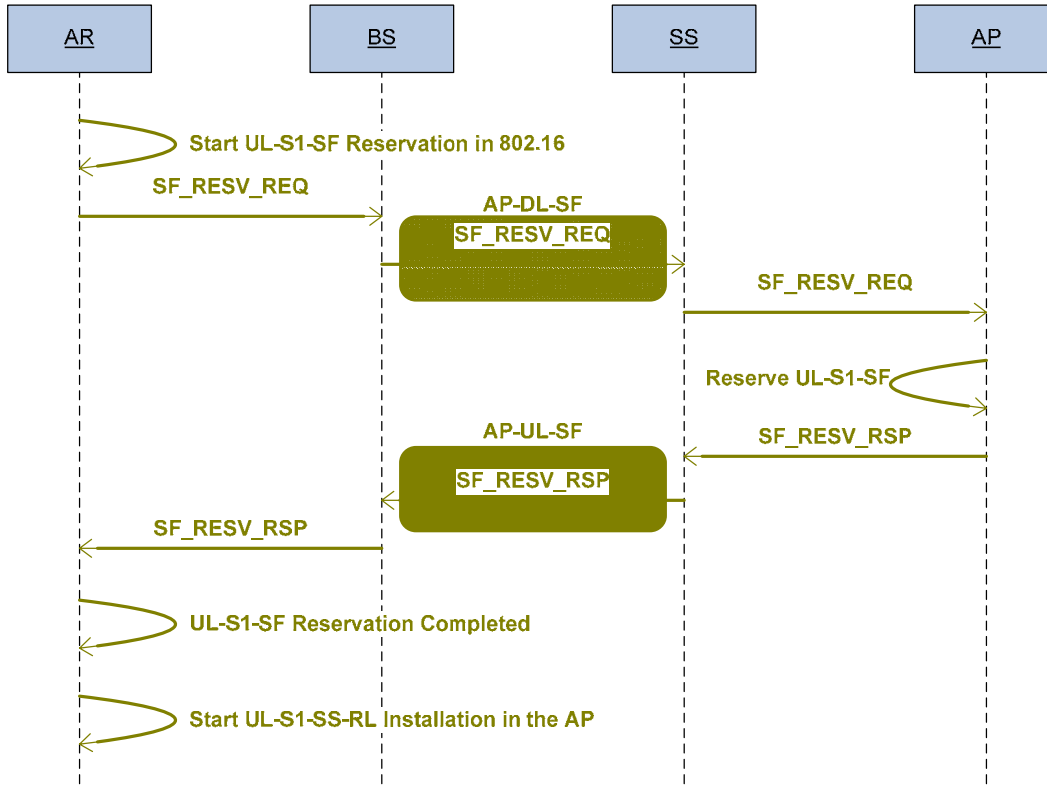 AR
BS
SS
AP
Start UL-S1-SF Reservation in 802.16
SF_RESV_REQ
AP-DL-SF
SF_RESV_REQ
SF_RESV_REQ
Reserve UL-S1-SF
SF_RESV_RSP
AP-UL-SF
SF_RESV_RSP
SF_RESV_RSP
UL-S1-SF Reservation Completed
Start UL-S1-SS-RL Installation in the AP